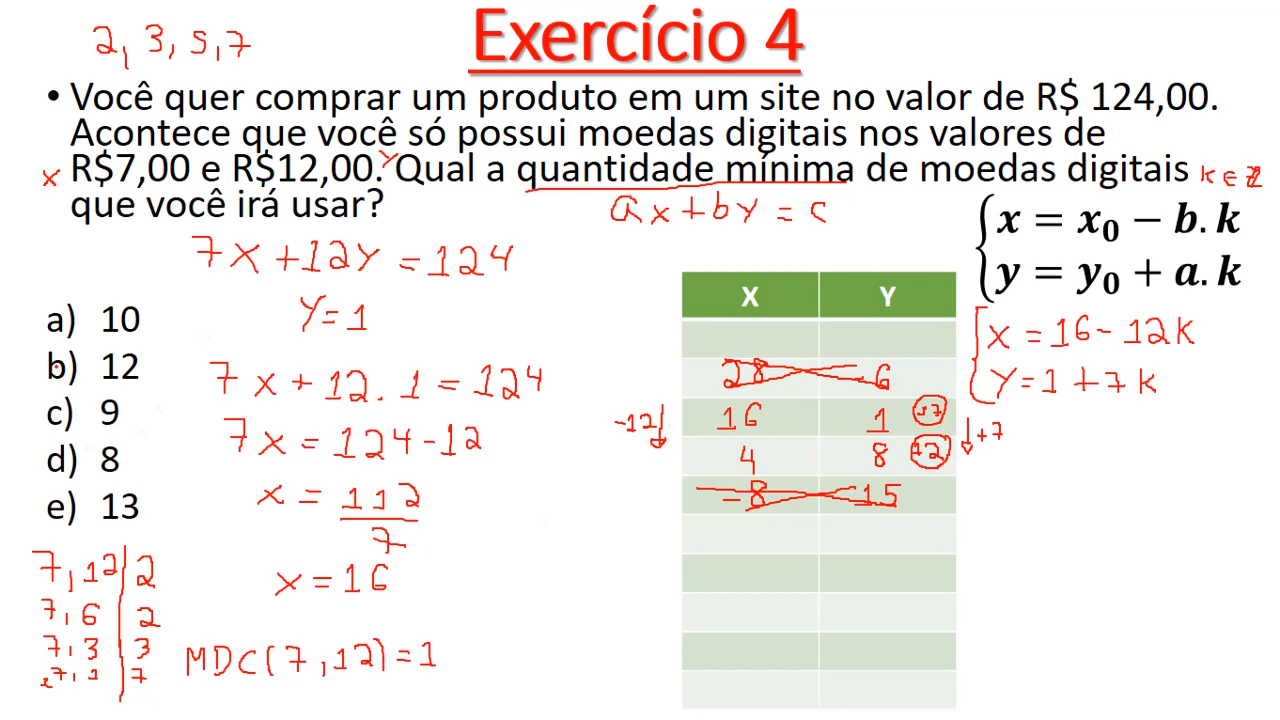 2, 3, 5, 7
Exercício 4
• Você quer comprar um produto em um site no valor de R$ 124,00.
Acontece que você só possui moedas digitais nos valores de
x R$7,00 e R$12,00. Y Qual a quantidade mínima de moedas digitais k ∈ Z
que você irá usar?
ax + by = c
x = x₀ − b.k
y = y₀ + a.k
7x + 12y = 124
Y = 1
7x + 12.1 = 124
7x = 124 - 12
x = 112
7
x = 16
a) 10
b) 12
c) 9
d) 8
e) 13
7, 12 | 2
7, 6 | 2
7, 3 | 3
7, 1 | 7
MDC(7, 12) = 1
X Y
28 -6
-12 ↓ 16 1 17
4 8 12 ↓ +7
-8 15
x = 16 - 12k
Y = 1 + 7k